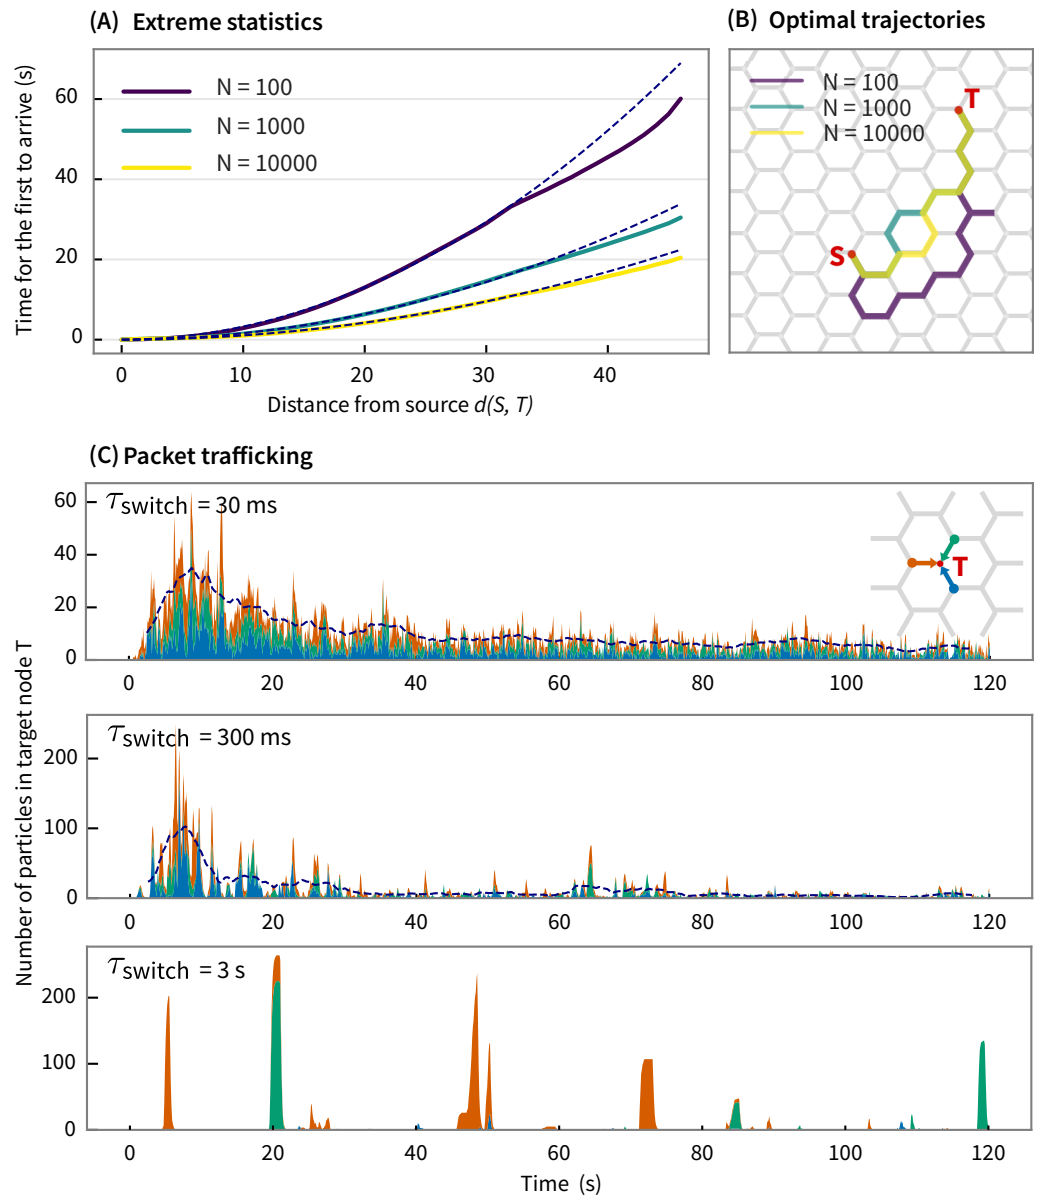 (A) Extreme statistics
Time for the first to arrive (s)
60
40
20
0
N = 100
N = 1000
N = 10000
0 10 20 30 40
Distance from source d(S, T)
(B) Optimal trajectories
N = 100
N = 1000
N = 10000
T
S
(C) Packet trafficking
Number of particles in target node T
τswitch = 30 ms
60
40
20
0
T
0 20 40 60 80 100 120
τswitch = 300 ms
200
100
0
0 20 40 60 80 100 120
τswitch = 3 s
200
100
0
0 20 40 60 80 100 120
Time (s)